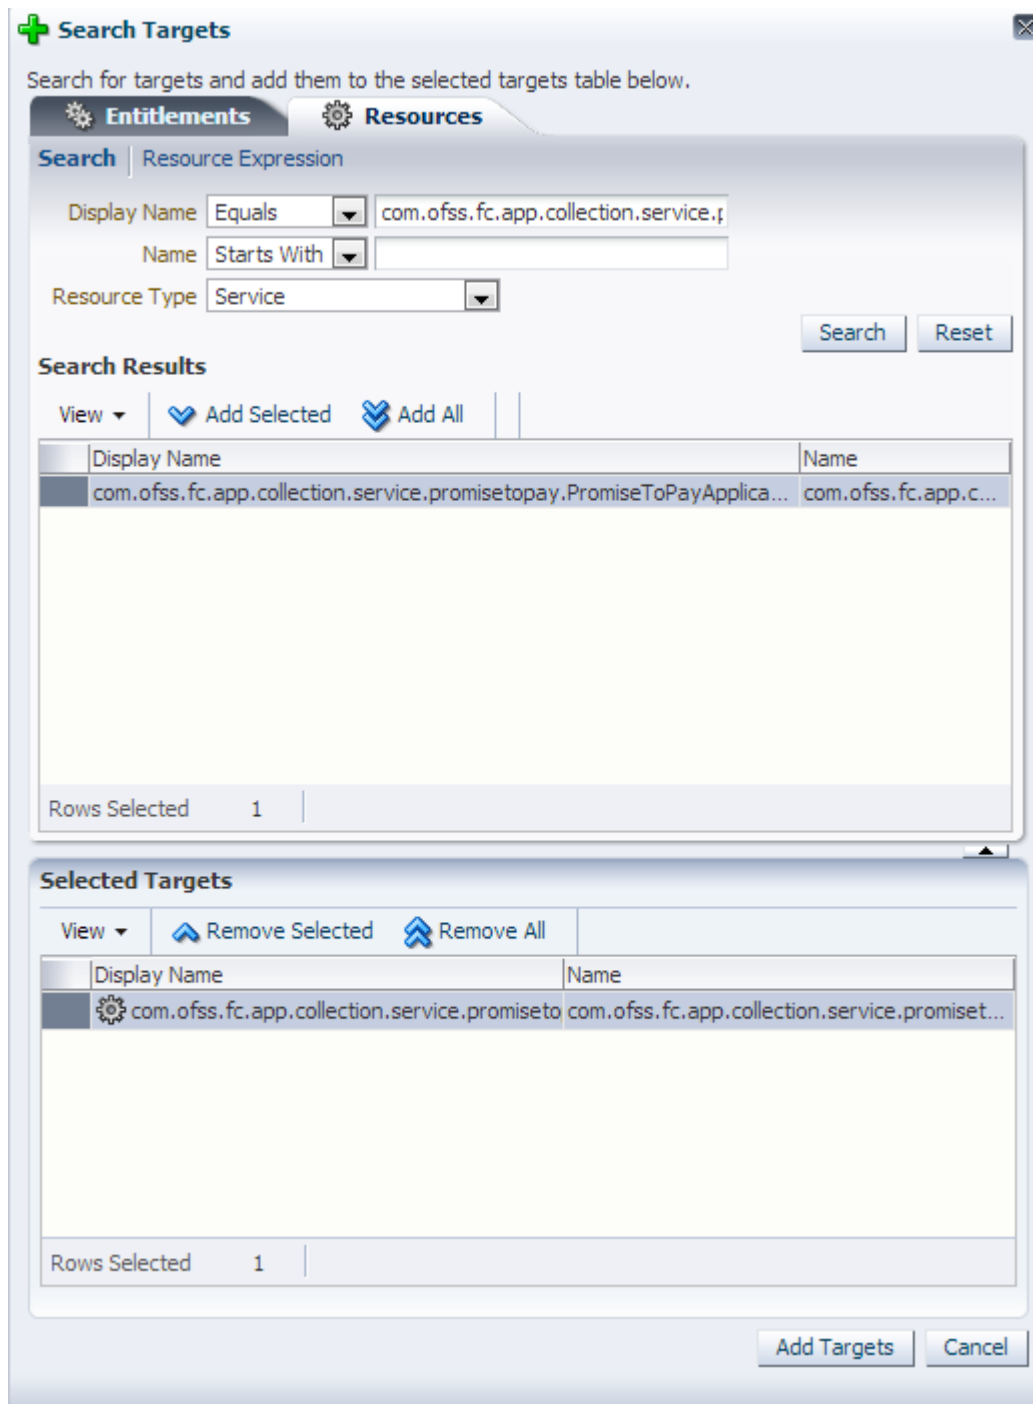 Search Targets
Search for targets and add them to the selected targets table below.
Entitlements Resources
Search Resource Expression
Display Name Equals com.ofss.fc.app.collection.service.p
Name Starts With
Resource Type Service
Search Reset
Search Results
View Add Selected Add All
Display Name Name
com.ofss.fc.app.collection.service.promisetopay.PromiseToPayApplica... com.ofss.fc.app.c...
Rows Selected 1
Selected Targets
View Remove Selected Remove All
Display Name Name
com.ofss.fc.app.collection.service.promiseto com.ofss.fc.app.collection.service.promiset...
Rows Selected 1
Add Targets Cancel